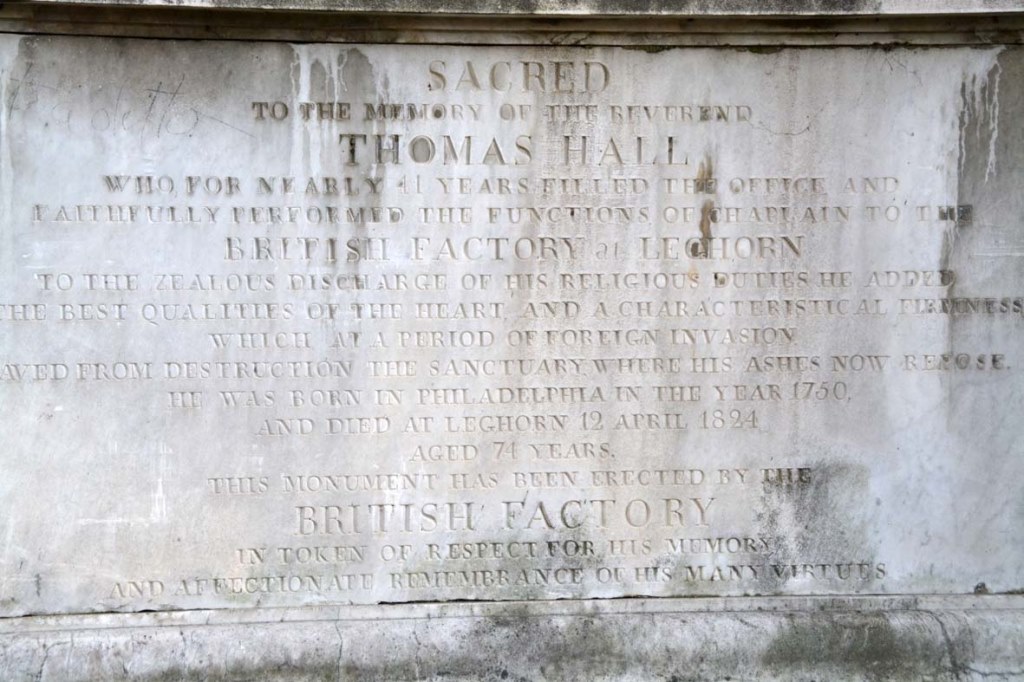 SACRED
TO THE MEMORY OF THE REVEREND
THOMAS HALL
WHO FOR NEARLY 41 YEARS FILLED THE OFFICE AND
FAITHFULLY PERFORMED THE FUNCTIONS OF CHAPLAIN TO THE
BRITISH FACTORY at LEGHORN
TO THE ZEALOUS DISCHARGE OF HIS RELIGIOUS DUTIES HE ADDED
THE BEST QUALITIES OF THE HEART AND A CHARACTERISTICAL FIRMNESS
WHICH AT A PERIOD OF FOREIGN INVASION
AVED FROM DESTRUCTION THE SANCTUARY WHERE HIS ASHES NOW REPOSE.
HE WAS BORN IN PHILADELPHIA IN THE YEAR 1750,
AND DIED AT LEGHORN 12 APRIL 1824
AGED 74 YEARS.
THIS MONUMENT HAS BEEN ERECTED BY THE
BRITISH FACTORY
IN TOKEN OF RESPECT FOR HIS MEMORY
AND AFFECTIONATE REMEMBRANCE OF HIS MANY VIRTUES